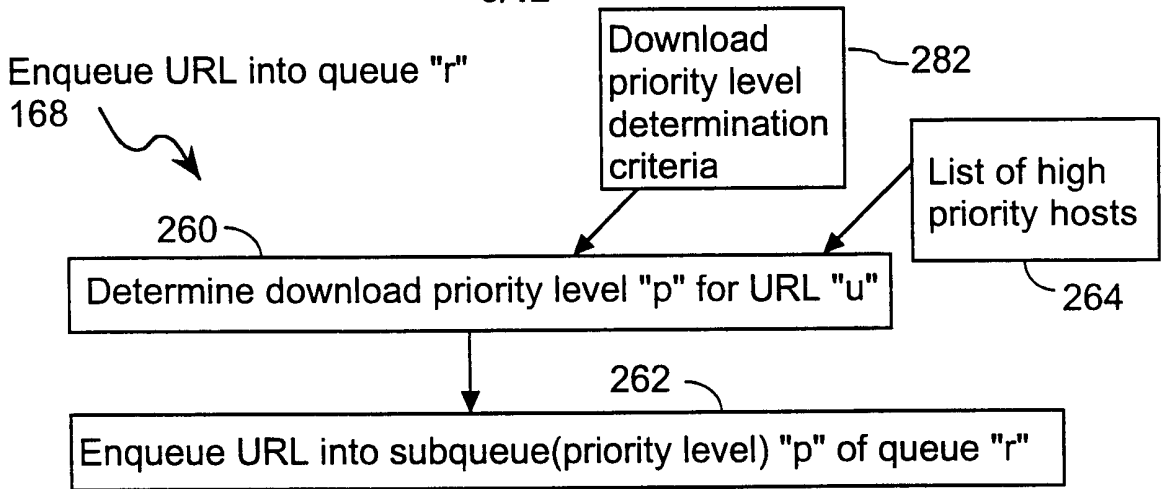 Enqueue URL into queue "r"
168
Download
priority level
determination
criteria
282
List of high
priority hosts
264
260
Determine download priority level "p" for URL "u"
262
Enqueue URL into subqueue(priority level) "p" of queue "r"